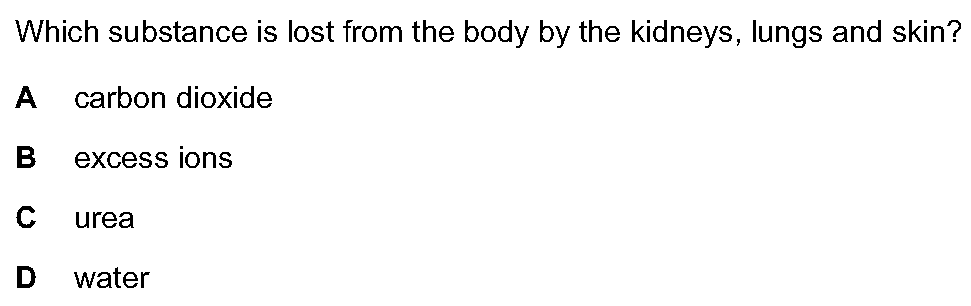 Which substance is lost from the body by the kidneys, lungs and skin?
A carbon dioxide
B excess ions
C urea
D water